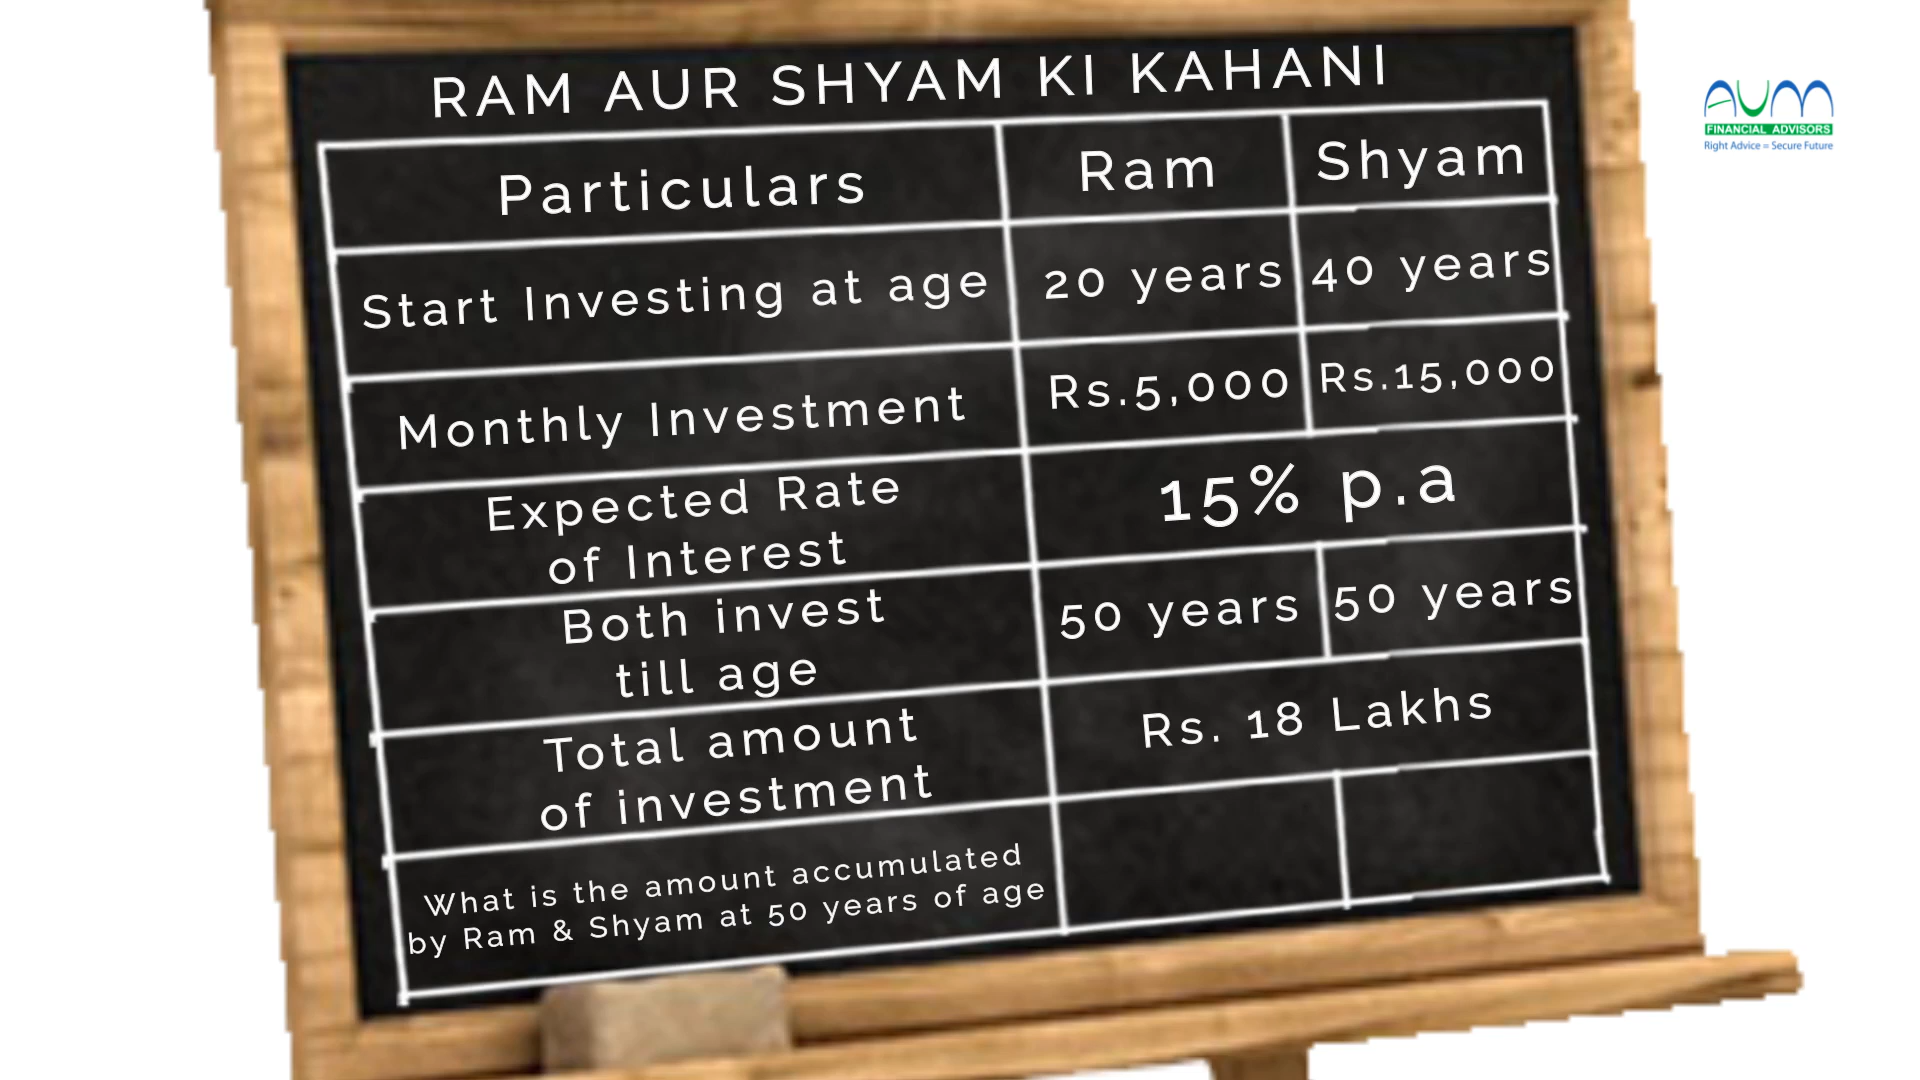 RAM AUR SHYAM KI KAHANI
AUM
FINANCIAL ADVISORS
Right Advice = Secure Future
Particulars Ram Shyam
Start Investing at age 20 years 40 years
Monthly Investment Rs.5,000 Rs.15,000
Expected Rate
of Interest
15% p.a
Both invest
till age
50 years 50 years
Total amount
of investment
Rs. 18 Lakhs
What is the amount accumulated
by Ram & Shyam at 50 years of age